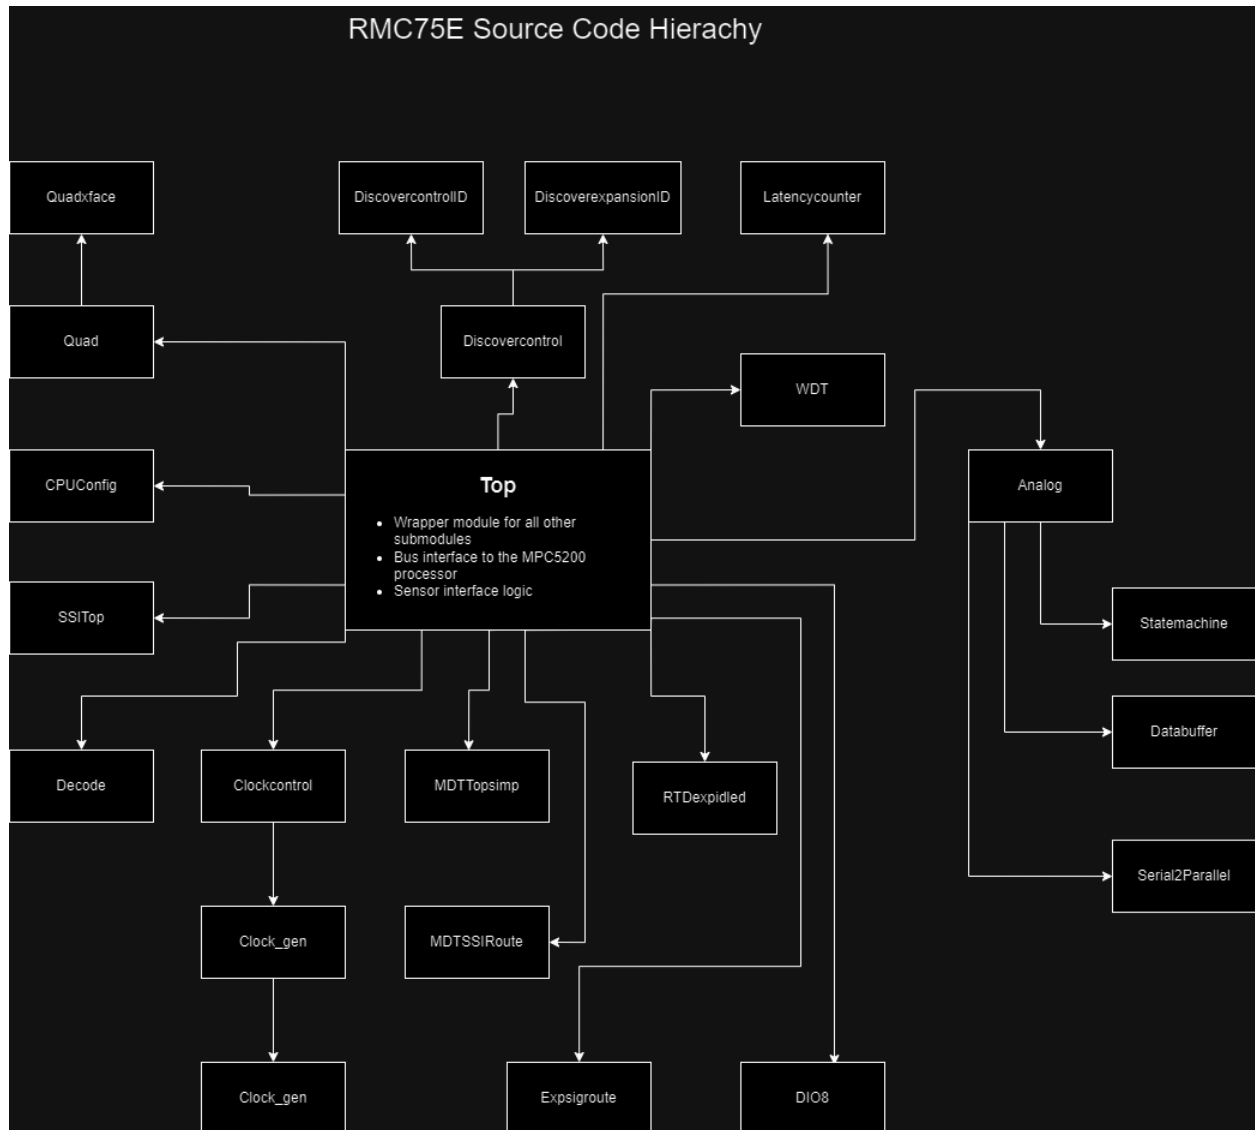 RMC75E Source Code Hierachy
Quadxface
DiscovercontrolID
DiscoverexpansionID
Latencycounter
Quad
Discovercontrol
WDT
CPUConfig
Top
Analog
• Wrapper module for all other
submodules
• Bus interface to the MPC5200
processor
• Sensor interface logic
SSITop
Statemachine
Databuffer
Decode
Clockcontrol
MDTTopsimp
RTDexpidled
Serial2Parallel
Clock_gen
MDTSSIRoute
Clock_gen
Expsigroute
DIO8